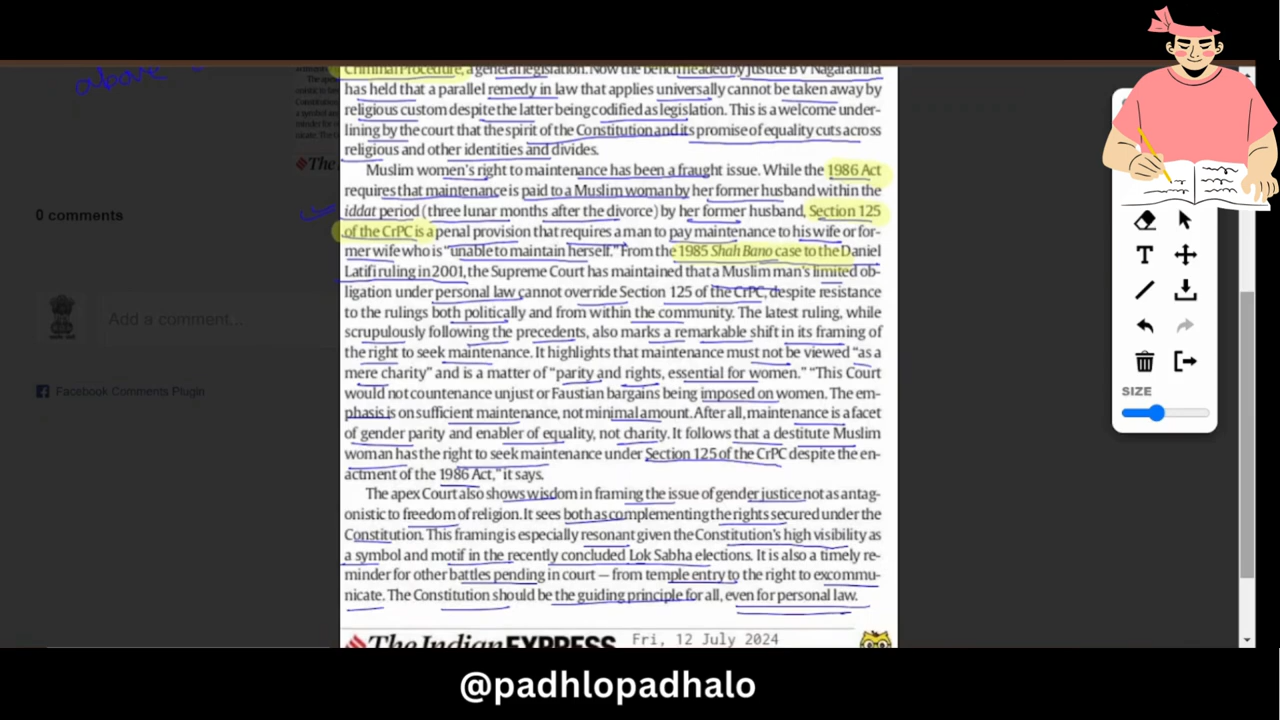 above
Criminal Procedure, a general legislation. Now the bench headed by Justice BV Nagarathna
has held that a parallel remedy in law that applies universally cannot be taken away by
religious custom despite the latter being codified as legislation. This is a welcome under-
lining by the court that the spirit of the Constitution and its promise of equality cuts across
religious and other identities and divides.
Muslim women's right to maintenance has been a fraught issue. While the 1986 Act
requires that maintenance is paid to a Muslim woman by her former husband within the
iddat period (three lunar months after the divorce) by her former husband, Section 125
of the CrPC is a penal provision that requires a man to pay maintenance to his wife or for-
mer wife who is "unable to maintain herself." From the 1985 Shah Bano case to the Daniel
Latifi ruling in 2001, the Supreme Court has maintained that a Muslim man's limited ob-
ligation under personal law cannot override Section 125 of the CrPC, despite resistance
to the rulings both politically and from within the community. The latest ruling, while
scrupulously following the precedents, also marks a remarkable shift in its framing of
the right to seek maintenance. It highlights that maintenance must not be viewed "as a
mere charity" and is a matter of "parity and rights, essential for women." "This Court
would not countenance unjust or Faustian bargains being imposed on women. The em-
phasis is on sufficient maintenance, not minimal amount. After all, maintenance is a facet
of gender parity and enabler of equality, not charity. It follows that a destitute Muslim
woman has the right to seek maintenance under Section 125 of the CrPC despite the en-
actment of the 1986 Act," it says.
The apex Court also shows wisdom in framing the issue of gender justice not as antag-
onistic to freedom of religion. It sees both as complementing the rights secured under the
Constitution. This framing is especially resonant given the Constitution's high visibility as
a symbol and motif in the recently concluded Lok Sabha elections. It is also a timely re-
minder for other battles pending in court — from temple entry to the right to excommu-
nicate. The Constitution should be the guiding principle for all, even for personal law.
The Indian EXPRESS
Fri, 12 July 2024
0 comments
Add a comment...
Facebook Comments Plugin
T
SIZE
@padhlopadhalo